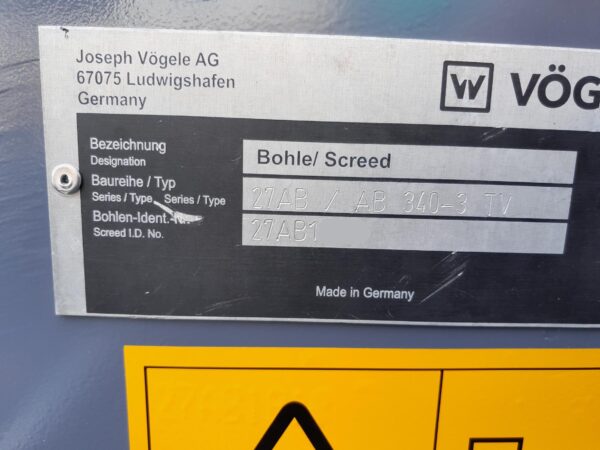 Joseph Vögele AG
67075 Ludwigshafen
Germany
VÖG
Bezeichnung
Designation
Bohle/ Screed
Baureihe / Typ
Series / Type Series / Type
27AB / AB 340-3 TV
Bohlen-Ident.-Nr.
Screed I.D. No.
27AB1
Made in Germany